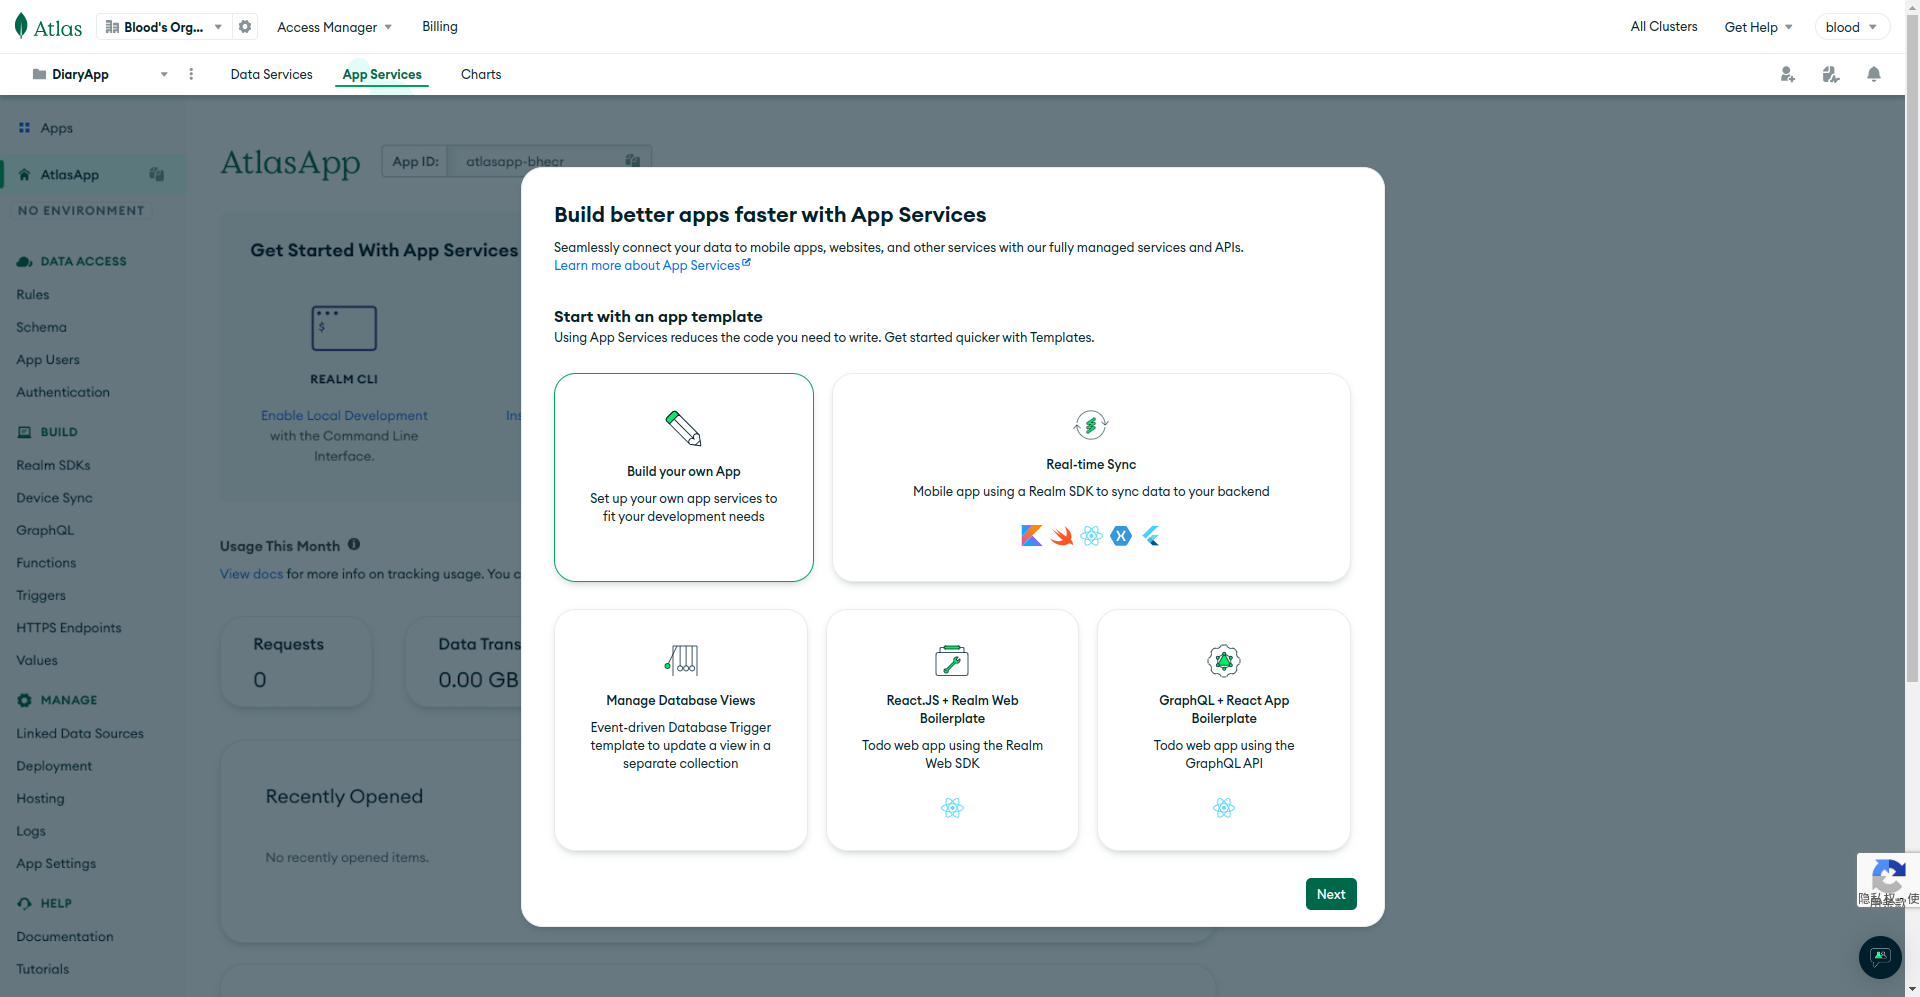 Atlas
Blood's Org...
Access Manager
Billing
All Clusters
Get Help
blood
DiaryApp
Data Services
App Services
Charts
Apps
AtlasApp
NO ENVIRONMENT
DATA ACCESS
Rules
Schema
App Users
Authentication
BUILD
Realm SDKs
Device Sync
GraphQL
Functions
Triggers
HTTPS Endpoints
Values
MANAGE
Linked Data Sources
Deployment
Hosting
Logs
App Settings
HELP
Documentation
Tutorials
AtlasApp
App ID:
atlasapp-bhecr
Get Started With App Services
$
REALM CLI
Enable Local Development
with the Command Line
Interface.
Ins
Usage This Month
View docs for more info on tracking usage. You c
Requests
0
Data Trans
0.00 GB
Recently Opened
No recently opened items.
Build better apps faster with App Services
Seamlessly connect your data to mobile apps, websites, and other services with our fully managed services and APIs.
Learn more about App Services
Start with an app template
Using App Services reduces the code you need to write. Get started quicker with Templates.
Build your own App
Set up your own app services to
fit your development needs
Real-time Sync
Mobile app using a Realm SDK to sync data to your backend
Manage Database Views
Event-driven Database Trigger
template to update a view in a
separate collection
React.JS + Realm Web
Boilerplate
Todo web app using the Realm
Web SDK
GraphQL + React App
Boilerplate
Todo web app using the
GraphQL API
Next
隐私权 - 使